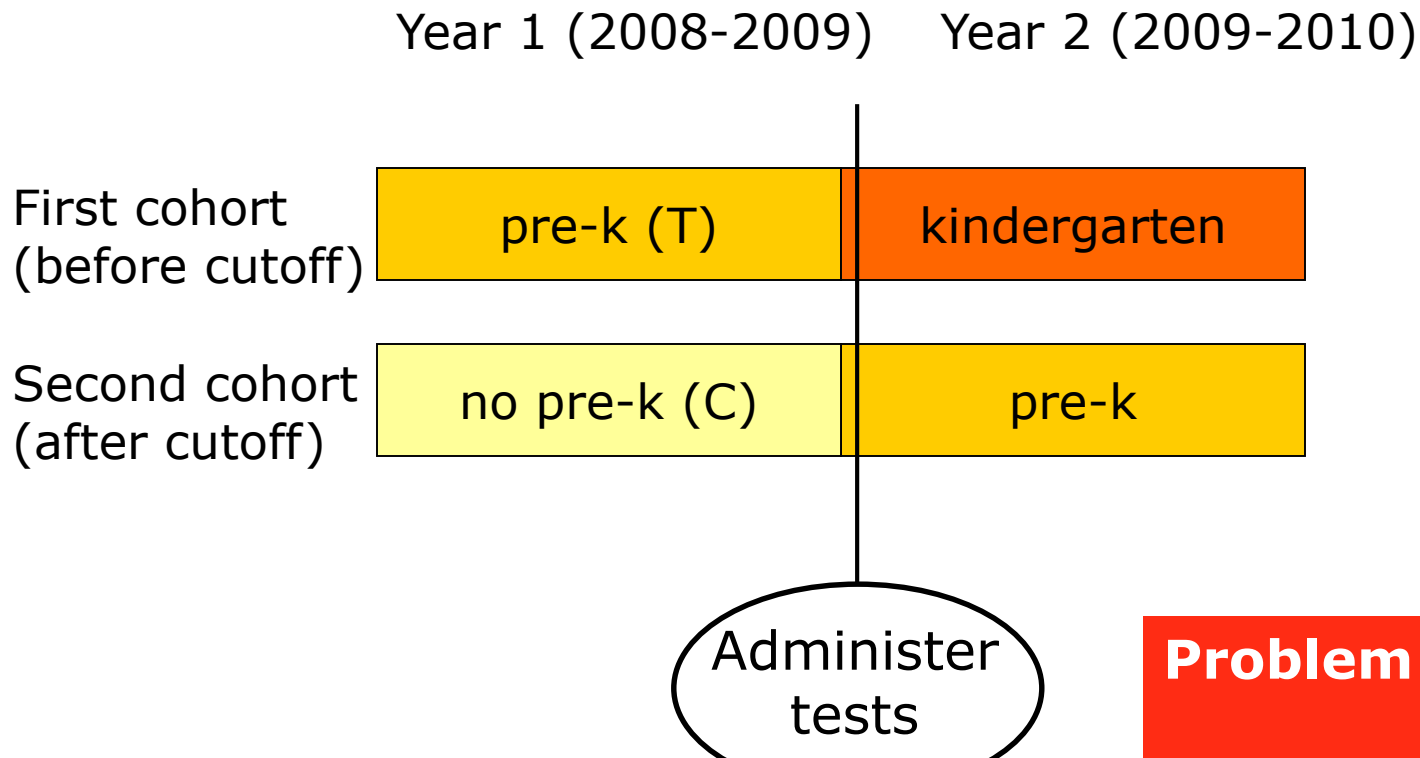 Year 1 (2008-2009) Year 2 (2009-2010)
First cohort
(before cutoff)
pre-k (T)
kindergarten
Second cohort
(after cutoff)
no pre-k (C)
pre-k
Administer
tests
Problem